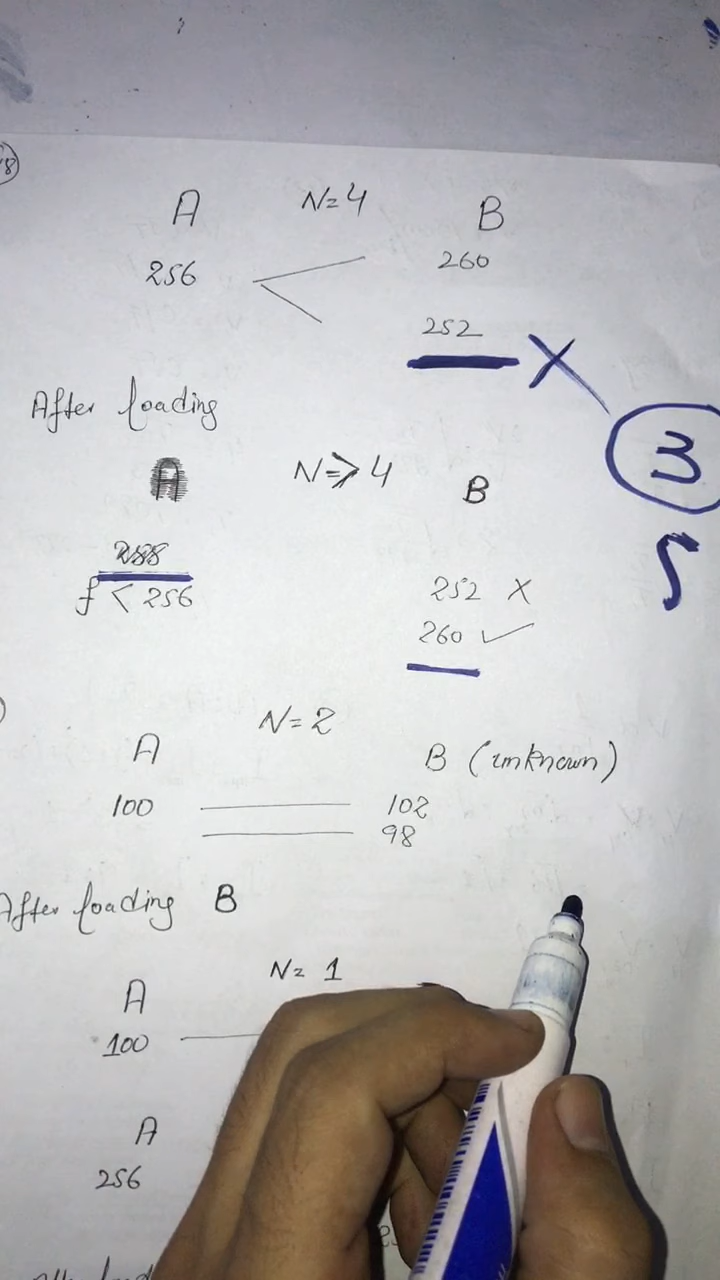 18
A N=4 B
256 260
252 X
3
After loading
A N=>4 B
288
f < 256 252 X
260 ✓
N=2
A B (unknown)
100 102
98
After loading B
N= 1
A
100
A
256